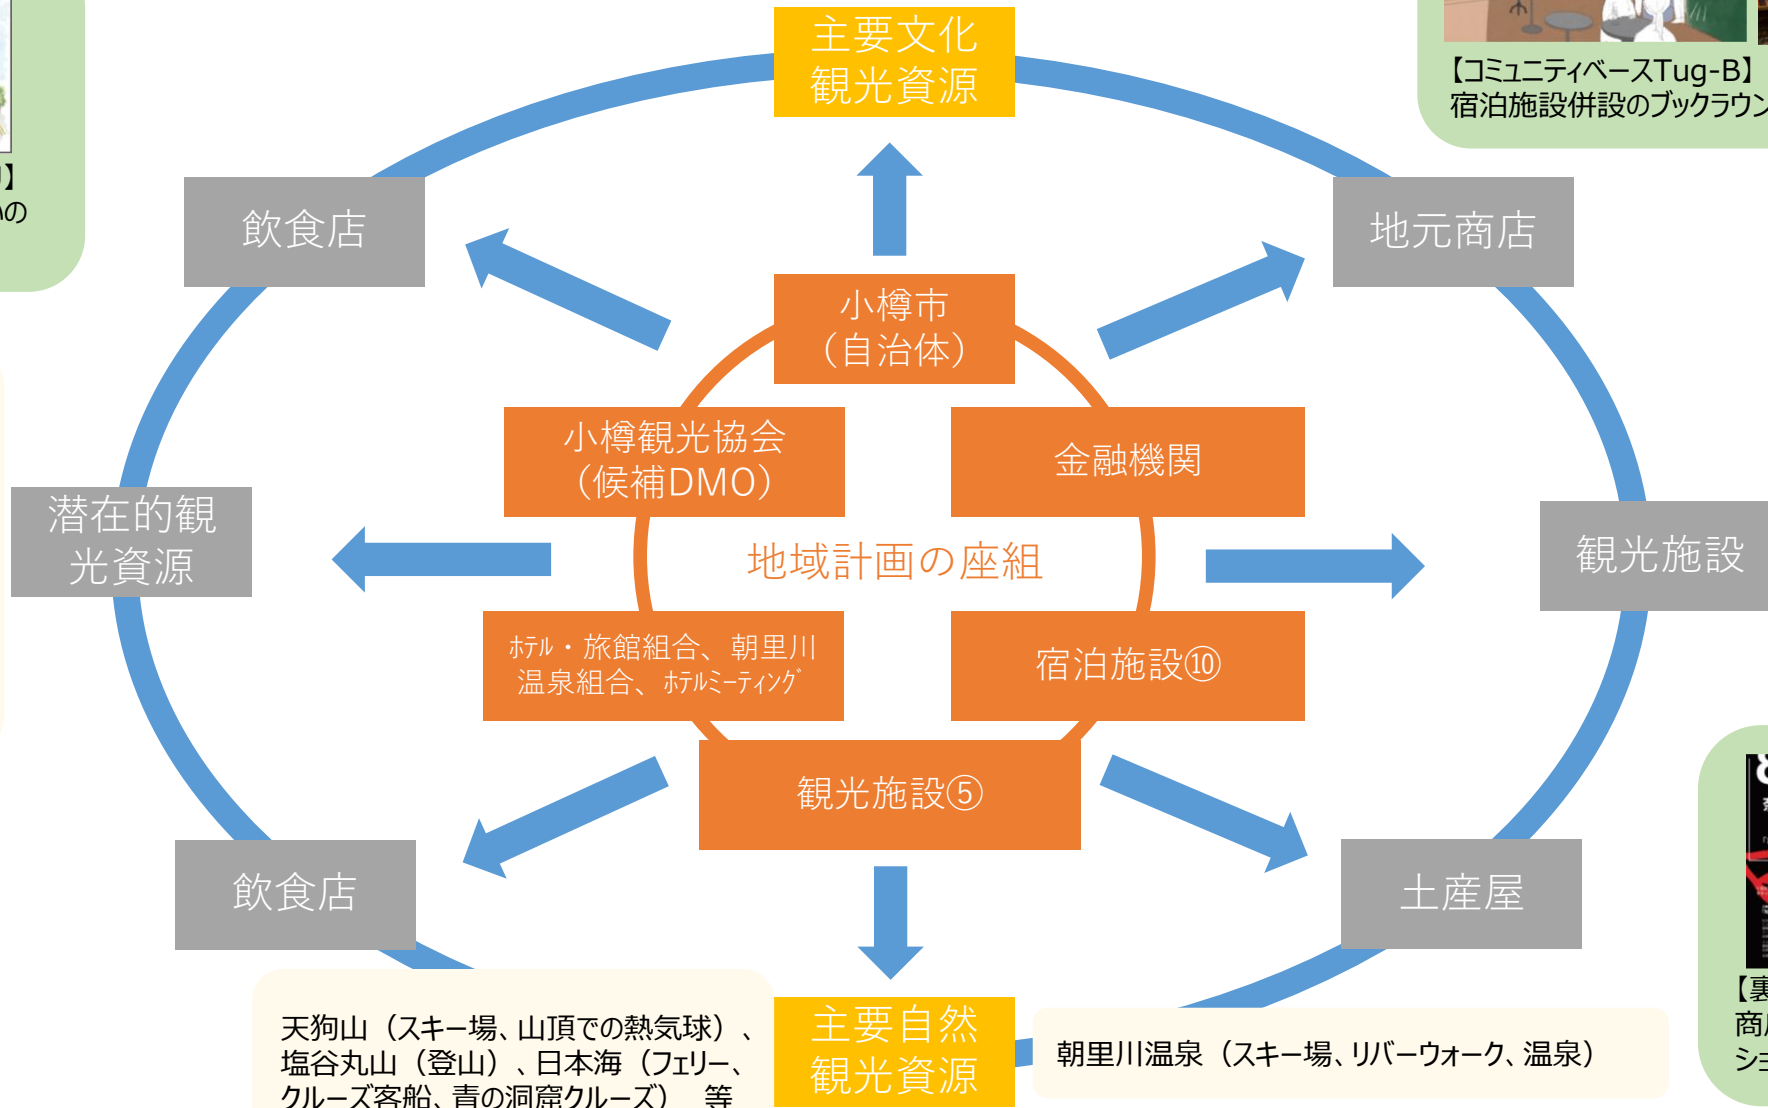 主要文化
観光資源
【コミュニティベースTug-B】
宿泊施設併設のブックラウン
】
の
飲食店
地元商店
小樽市
（自治体）
小樽観光協会
（候補DMO）
金融機関
潜在的観
光資源
地域計画の座組
観光施設
ﾎﾃﾙ・旅館組合、朝里川
温泉組合、ﾎﾃﾙﾐｰﾃｨﾝｸﾞ
宿泊施設⑩
観光施設⑤
飲食店
土産屋
天狗山（スキー場、山頂での熱気球）、
塩谷丸山（登山）、日本海（フェリー、
クルーズ客船、青の洞窟クルーズ）　等
主要自然
観光資源
朝里川温泉（スキー場、リバーウォーク、温泉）
【裏
商
ショ